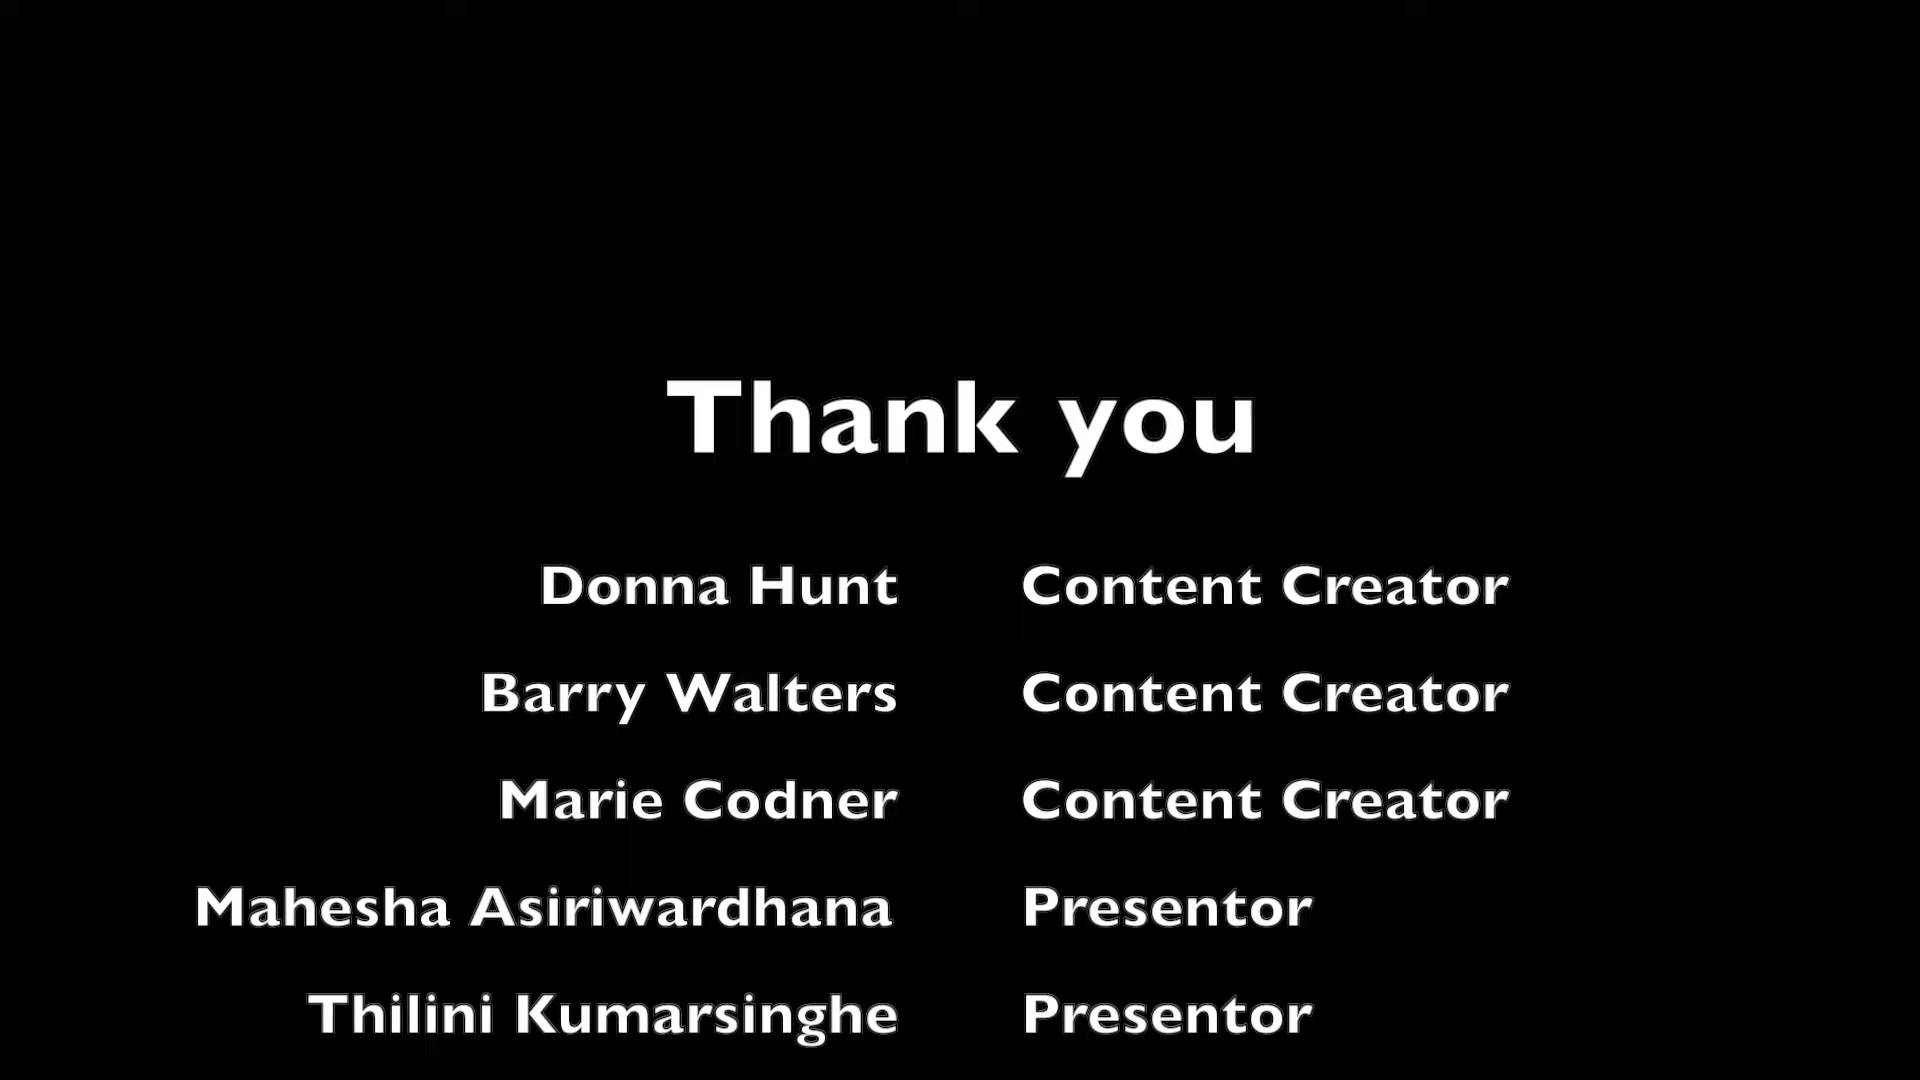 Thank you
Donna Hunt Content Creator
Barry Walters Content Creator
Marie Codner Content Creator
Mahesha Asiriwardhana Presentor
Thilini Kumarsinghe Presentor